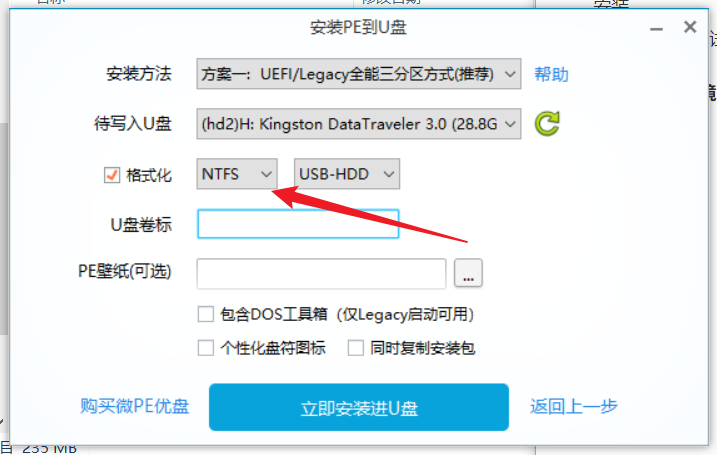 安装PE到U盘
安装方法 方案一：UEFI/Legacy全能三分区方式(推荐) 帮助
待写入U盘 (hd2)H: Kingston DataTraveler 3.0 (28.8G
格式化 NTFS USB-HDD
U盘卷标
PE壁纸(可选) ...
包含DOS工具箱（仅Legacy启动可用）
个性化盘符图标 同时复制安装包
购买微PE优盘 立即安装进U盘 返回上一步
235 MB